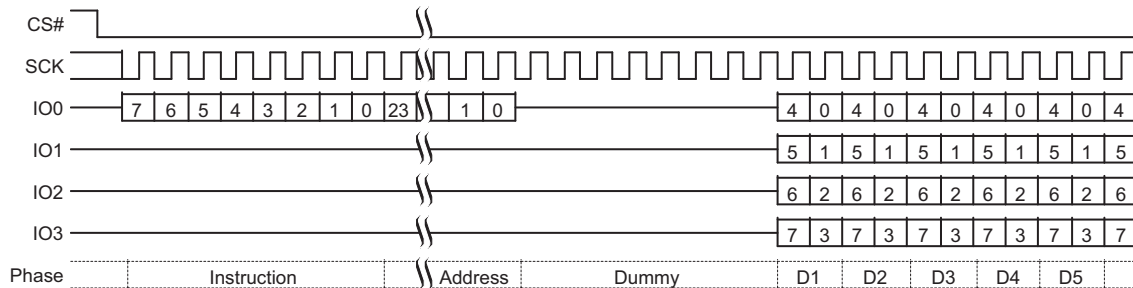 CS#
SCK
IO0 7 6 5 4 3 2 1 0 23 1 0 4 0 4 0 4 0 4 0 4 0 4
IO1 5 1 5 1 5 1 5 1 5 1 5
IO2 6 2 6 2 6 2 6 2 6 2 6
IO3 7 3 7 3 7 3 7 3 7 3 7
Phase Instruction Address Dummy D1 D2 D3 D4 D5